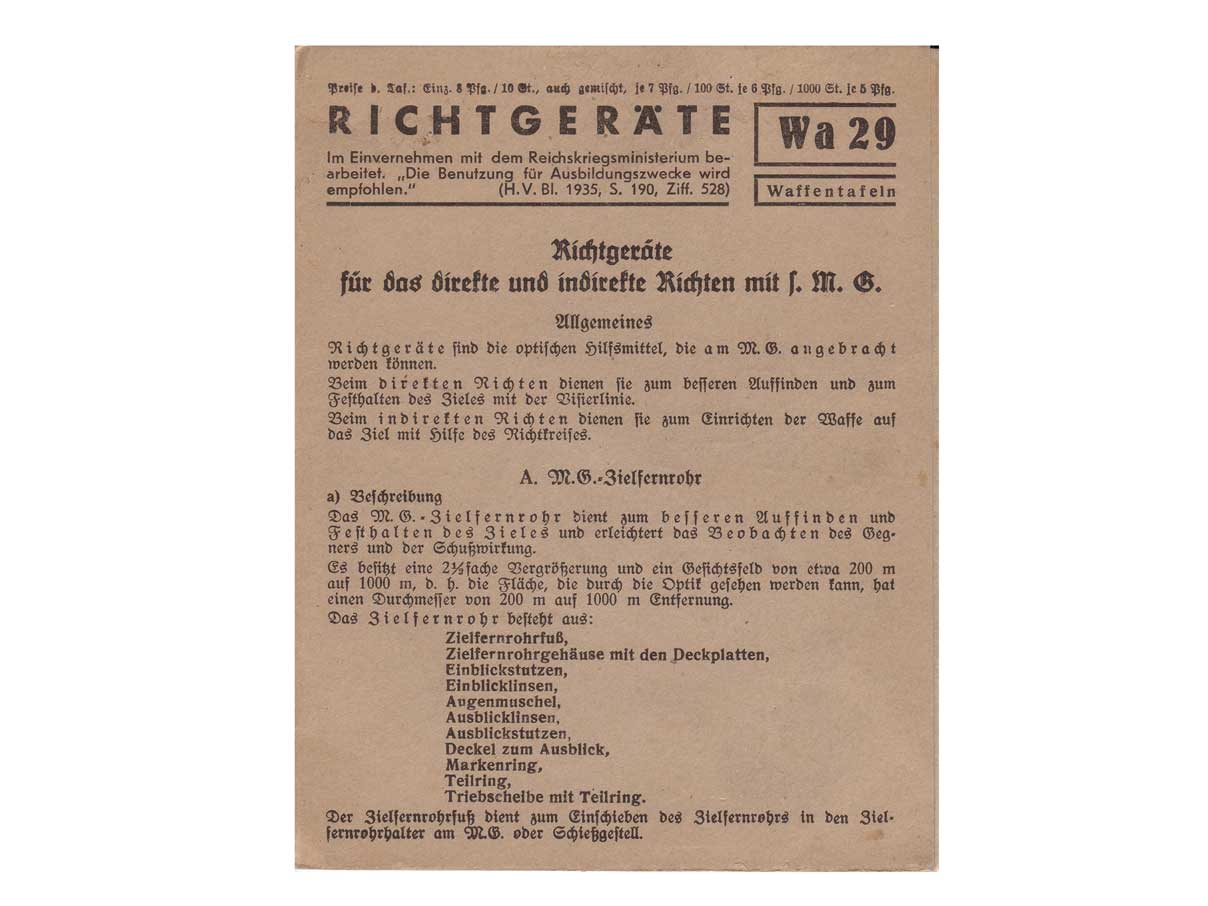 Preise d. Taf.: Einz. 8 Pfg. / 10 St., auch gemischt, je 7 Pfg. / 100 St. je 6 Pfg. / 1000 St. je 5 Pfg.
RICHTGERÄTE
Wa 29
Im Einvernehmen mit dem Reichskriegsministerium be-
arbeitet. „Die Benutzung für Ausbildungszwecke wird
empfohlen.“ (H. V. Bl. 1935, S. 190, Ziff. 528)
Waffentafeln
Richtgeräte
für das direkte und indirekte Richten mit s. M. G.
Allgemeines
Richtgeräte sind die optischen Hilfsmittel, die am M. G. angebracht
werden können.
Beim direkten Richten dienen sie zum besseren Auffinden und zum
Festhalten des Zieles mit der Visierlinie.
Beim indirekten Richten dienen sie zum Einrichten der Waffe auf
das Ziel mit Hilfe des Richtkreises.
A. M.G.-Zielfernrohr
a) Beschreibung
Das M. G.-Zielfernrohr dient zum besseren Auffinden und
Festhalten des Zieles und erleichtert das Beobachten des Geg-
ners und der Schußwirkung.
Es besitzt eine 2½fache Vergrößerung und ein Gesichtsfeld von etwa 200 m
auf 1000 m, d. h. die Fläche, die durch die Optik gesehen werden kann, hat
einen Durchmesser von 200 m auf 1000 m Entfernung.
Das Zielfernrohr besteht aus:
Zielfernrohrfuß,
Zielfernrohrgehäuse mit den Deckplatten,
Einblickstutzen,
Einblicklinsen,
Augenmuschel,
Ausblicklinsen,
Ausblickstutzen,
Deckel zum Ausblick,
Markenring,
Teilring,
Triebscheibe mit Teilring.
Der Zielfernrohrfuß dient zum Einschieben des Zielfernrohrs in den Ziel-
fernrohrhalter am M.G. oder Schießgestell.